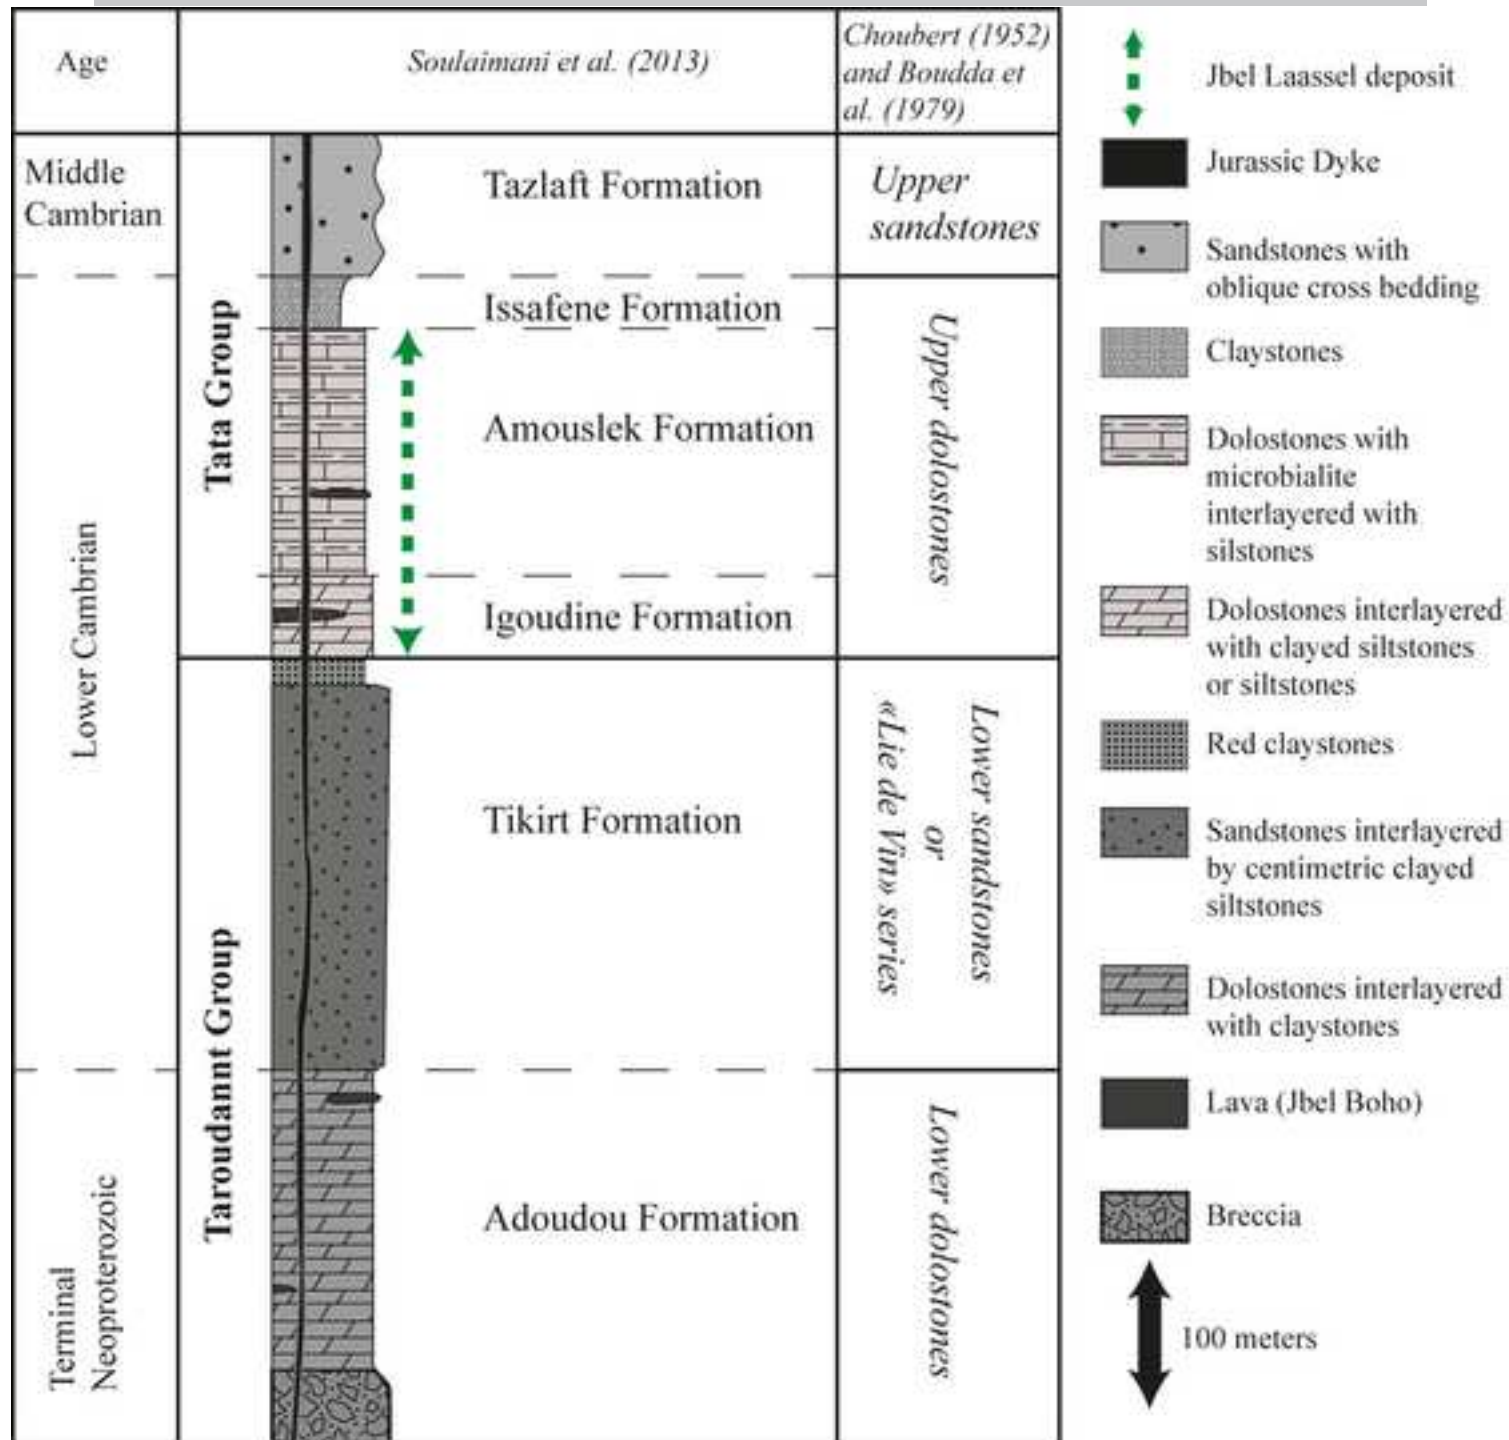 Age
Soulaimani et al. (2013)
Choubert (1952)
and Boudda et
al. (1979)
Middle
Cambrian
Lower Cambrian
Terminal
Neoproterozoic
Tata Group
Taroudannt Group
Tazlaft Formation
Issafene Formation
Amouslek Formation
Igoudine Formation
Tikirt Formation
Adoudou Formation
Upper
sandstones
Upper dolostones
Lower sandstones
or
«Lie de Vin» series
Lower dolostones
Jbel Laassel deposit
Jurassic Dyke
Sandstones with
oblique cross bedding
Claystones
Dolostones with
microbialite
interlayered with
silstones
Dolostones interlayered
with clayed siltstones
or siltstones
Red claystones
Sandstones interlayered
by centimetric clayed
siltstones
Dolostones interlayered
with claystones
Lava (Jbel Boho)
Breccia
100 meters